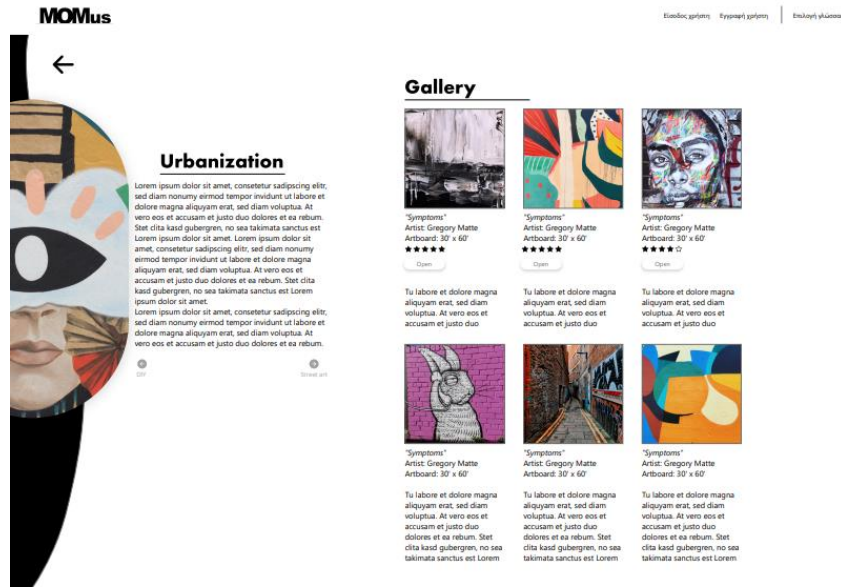 MOMus
Είσοδος χρήστη Εγγραφή χρήστη Επιλογή γλώσσα
Urbanization
Lorem ipsum dolor sit amet, consetetur sadipscing elitr,
sed diam nonumy eirmod tempor invidunt ut labore et
dolore magna aliquyam erat, sed diam voluptua. At
vero eos et accusam et justo duo dolores et ea rebum.
Stet clita kasd gubergren, no sea takimata sanctus est
Lorem ipsum dolor sit amet. Lorem ipsum dolor sit
amet, consetetur sadipscing elitr, sed diam nonumy
eirmod tempor invidunt ut labore et dolore magna
aliquyam erat, sed diam voluptua. At vero eos et
accusam et justo duo dolores et ea rebum. Stet clita
kasd gubergren, no sea takimata sanctus est Lorem
ipsum dolor sit amet.
Lorem ipsum dolor sit amet, consetetur sadipscing elitr,
sed diam nonumy eirmod tempor invidunt ut labore et
dolore magna aliquyam erat, sed diam voluptua. At
vero eos et accusam et justo duo dolores et ea rebum.
DIY
Street art
Gallery
"Symptoms"
Artist: Gregory Matte
Artboard: 30' x 60'
Open
Tu labore et dolore magna
aliquyam erat, sed diam
voluptua. At vero eos et
accusam et justo duo
"Symptoms"
Artist: Gregory Matte
Artboard: 30' x 60'
Open
Tu labore et dolore magna
aliquyam erat, sed diam
voluptua. At vero eos et
accusam et justo duo
"Symptoms"
Artist: Gregory Matte
Artboard: 30' x 60'
Open
Tu labore et dolore magna
aliquyam erat, sed diam
voluptua. At vero eos et
accusam et justo duo
"Symptoms"
Artist: Gregory Matte
Artboard: 30' x 60'
Tu labore et dolore magna
aliquyam erat, sed diam
voluptua. At vero eos et
accusam et justo duo
dolores et ea rebum. Stet
clita kasd gubergren, no sea
takimata sanctus est Lorem
"Symptoms"
Artist: Gregory Matte
Artboard: 30' x 60'
Tu labore et dolore magna
aliquyam erat, sed diam
voluptua. At vero eos et
accusam et justo duo
dolores et ea rebum. Stet
clita kasd gubergren, no sea
takimata sanctus est Lorem
"Symptoms"
Artist: Gregory Matte
Artboard: 30' x 60'
Tu labore et dolore magna
aliquyam erat, sed diam
voluptua. At vero eos et
accusam et justo duo
dolores et ea rebum. Stet
clita kasd gubergren, no sea
takimata sanctus est Lorem